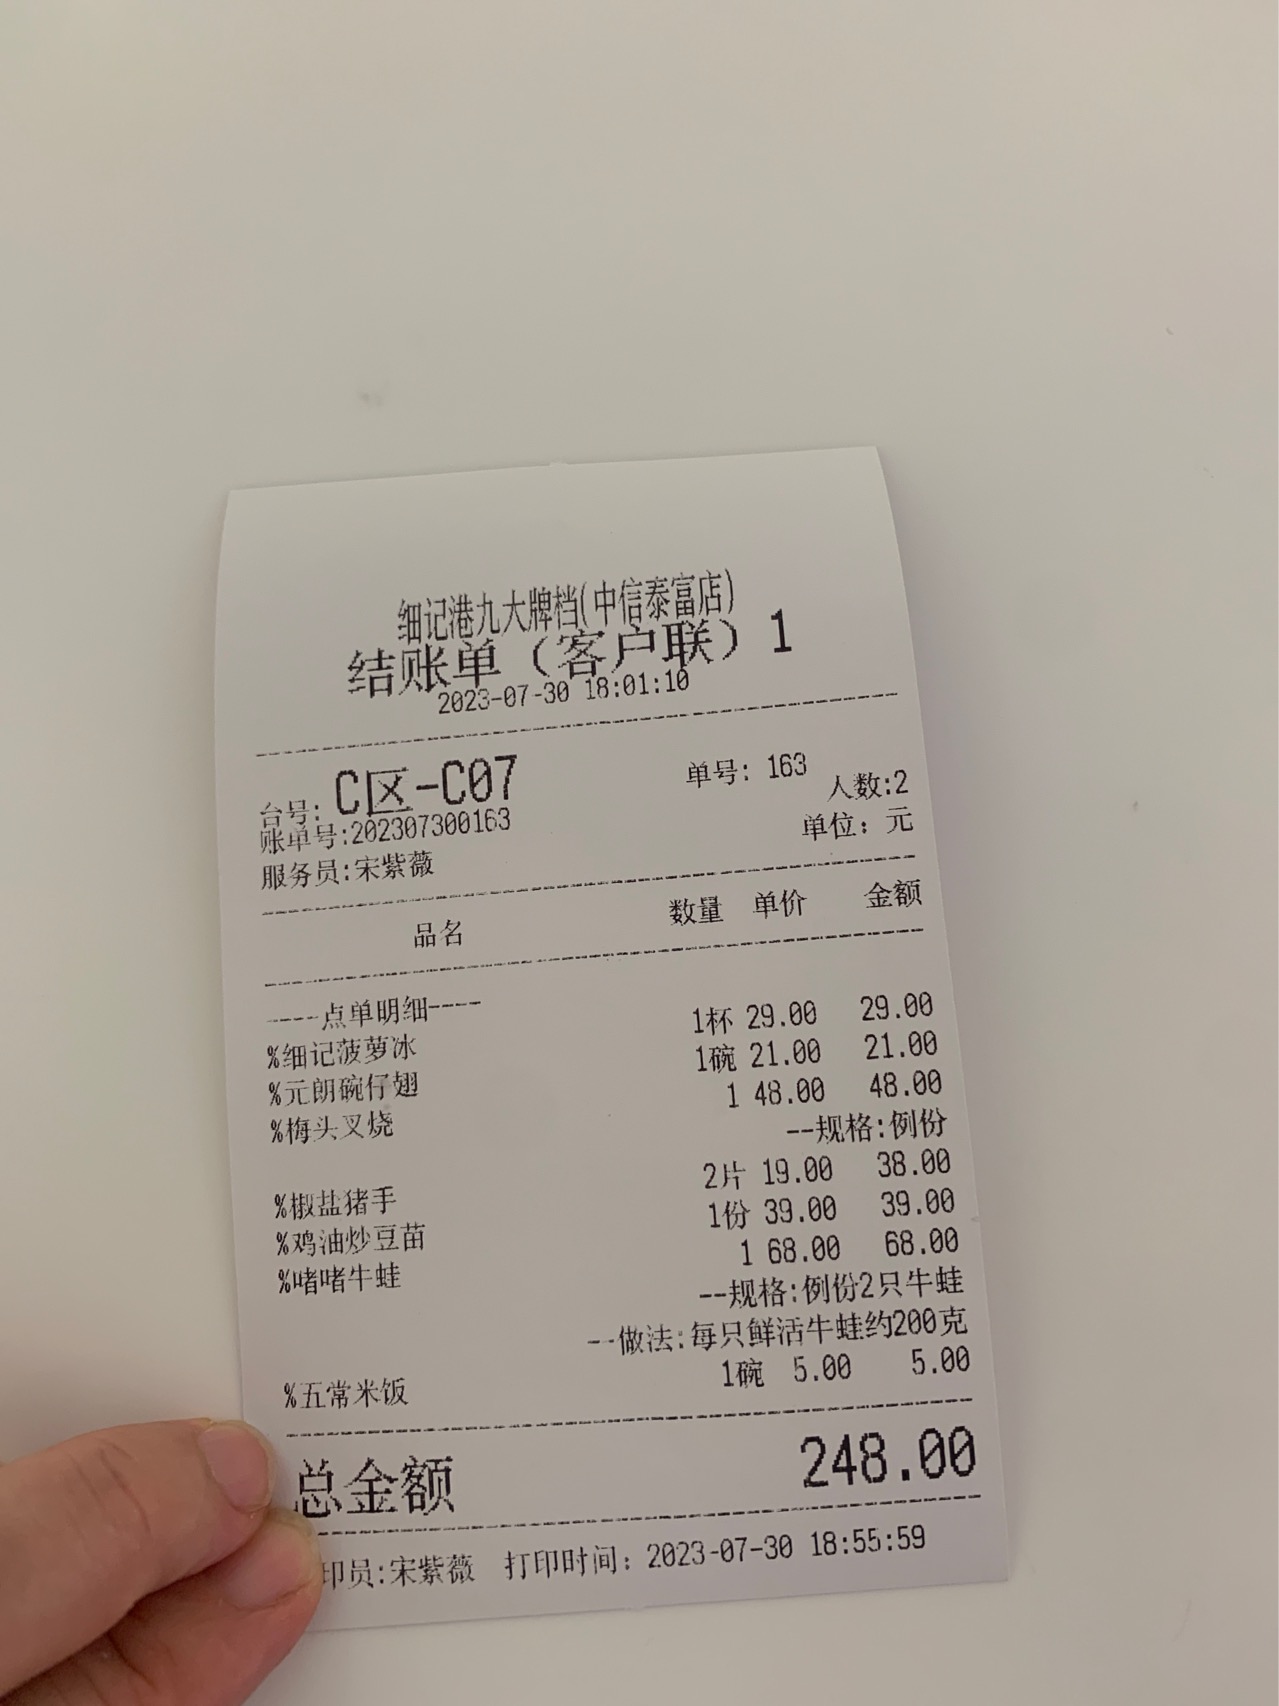 细记港九大牌档(中信泰富店)
结账单（客户联）1
2023-07-30 18:01:10
台号: C区-C07 单号: 163
人数:2
账单号:202307300163
单位: 元
服务员:宋紫薇
品名 数量 单价 金额
----点单明细----
%细记菠萝冰 1杯 29.00 29.00
%元朗碗仔翅 1碗 21.00 21.00
%梅头叉烧 1 48.00 48.00
--规格:例份
%椒盐猪手 2片 19.00 38.00
%鸡油炒豆苗 1份 39.00 39.00
%啫啫牛蛙 1 68.00 68.00
--规格:例份2只牛蛙
--做法:每只鲜活牛蛙约200克
%五常米饭 1碗 5.00 5.00
总金额 248.00
印员:宋紫薇 打印时间: 2023-07-30 18:55:59